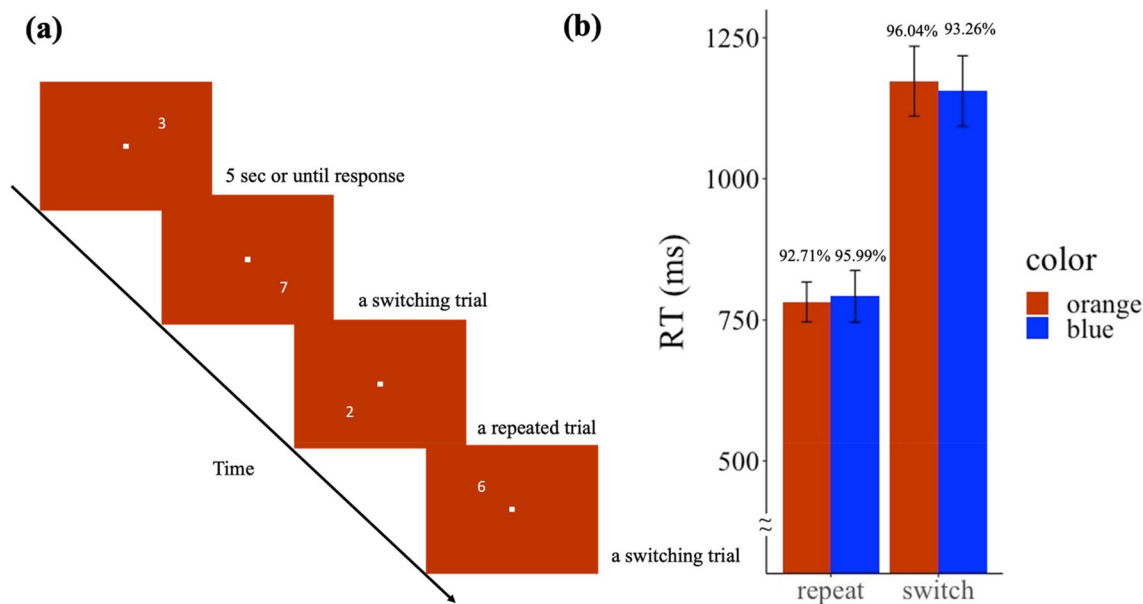 (a)
3
5 sec or until response
7
a switching trial
2
a repeated trial
Time
6
a switching trial
(b)
96.04% 93.26%
1250
1000
92.71% 95.99%
RT (ms)
750
500
≈
repeat switch
color
orange
blue